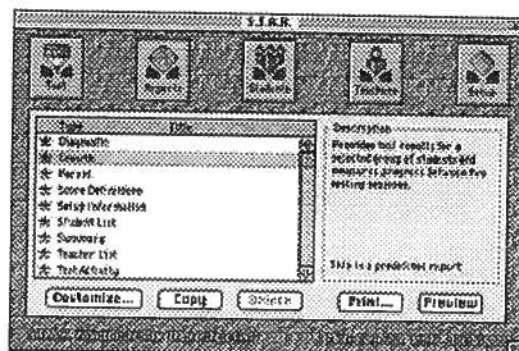 S.T.A.R.
Test Reports Students Teachers Setup
Type Title
Diagnostic
Growth
Parent
Score Definitions
Setup Information
Student List
Summary
Teacher List
Test Activity
Description
Provides test results for a
selected group of students and
measures progress between two
testing sessions.
This is a predefined report
Customize... Copy Delete Print... Preview